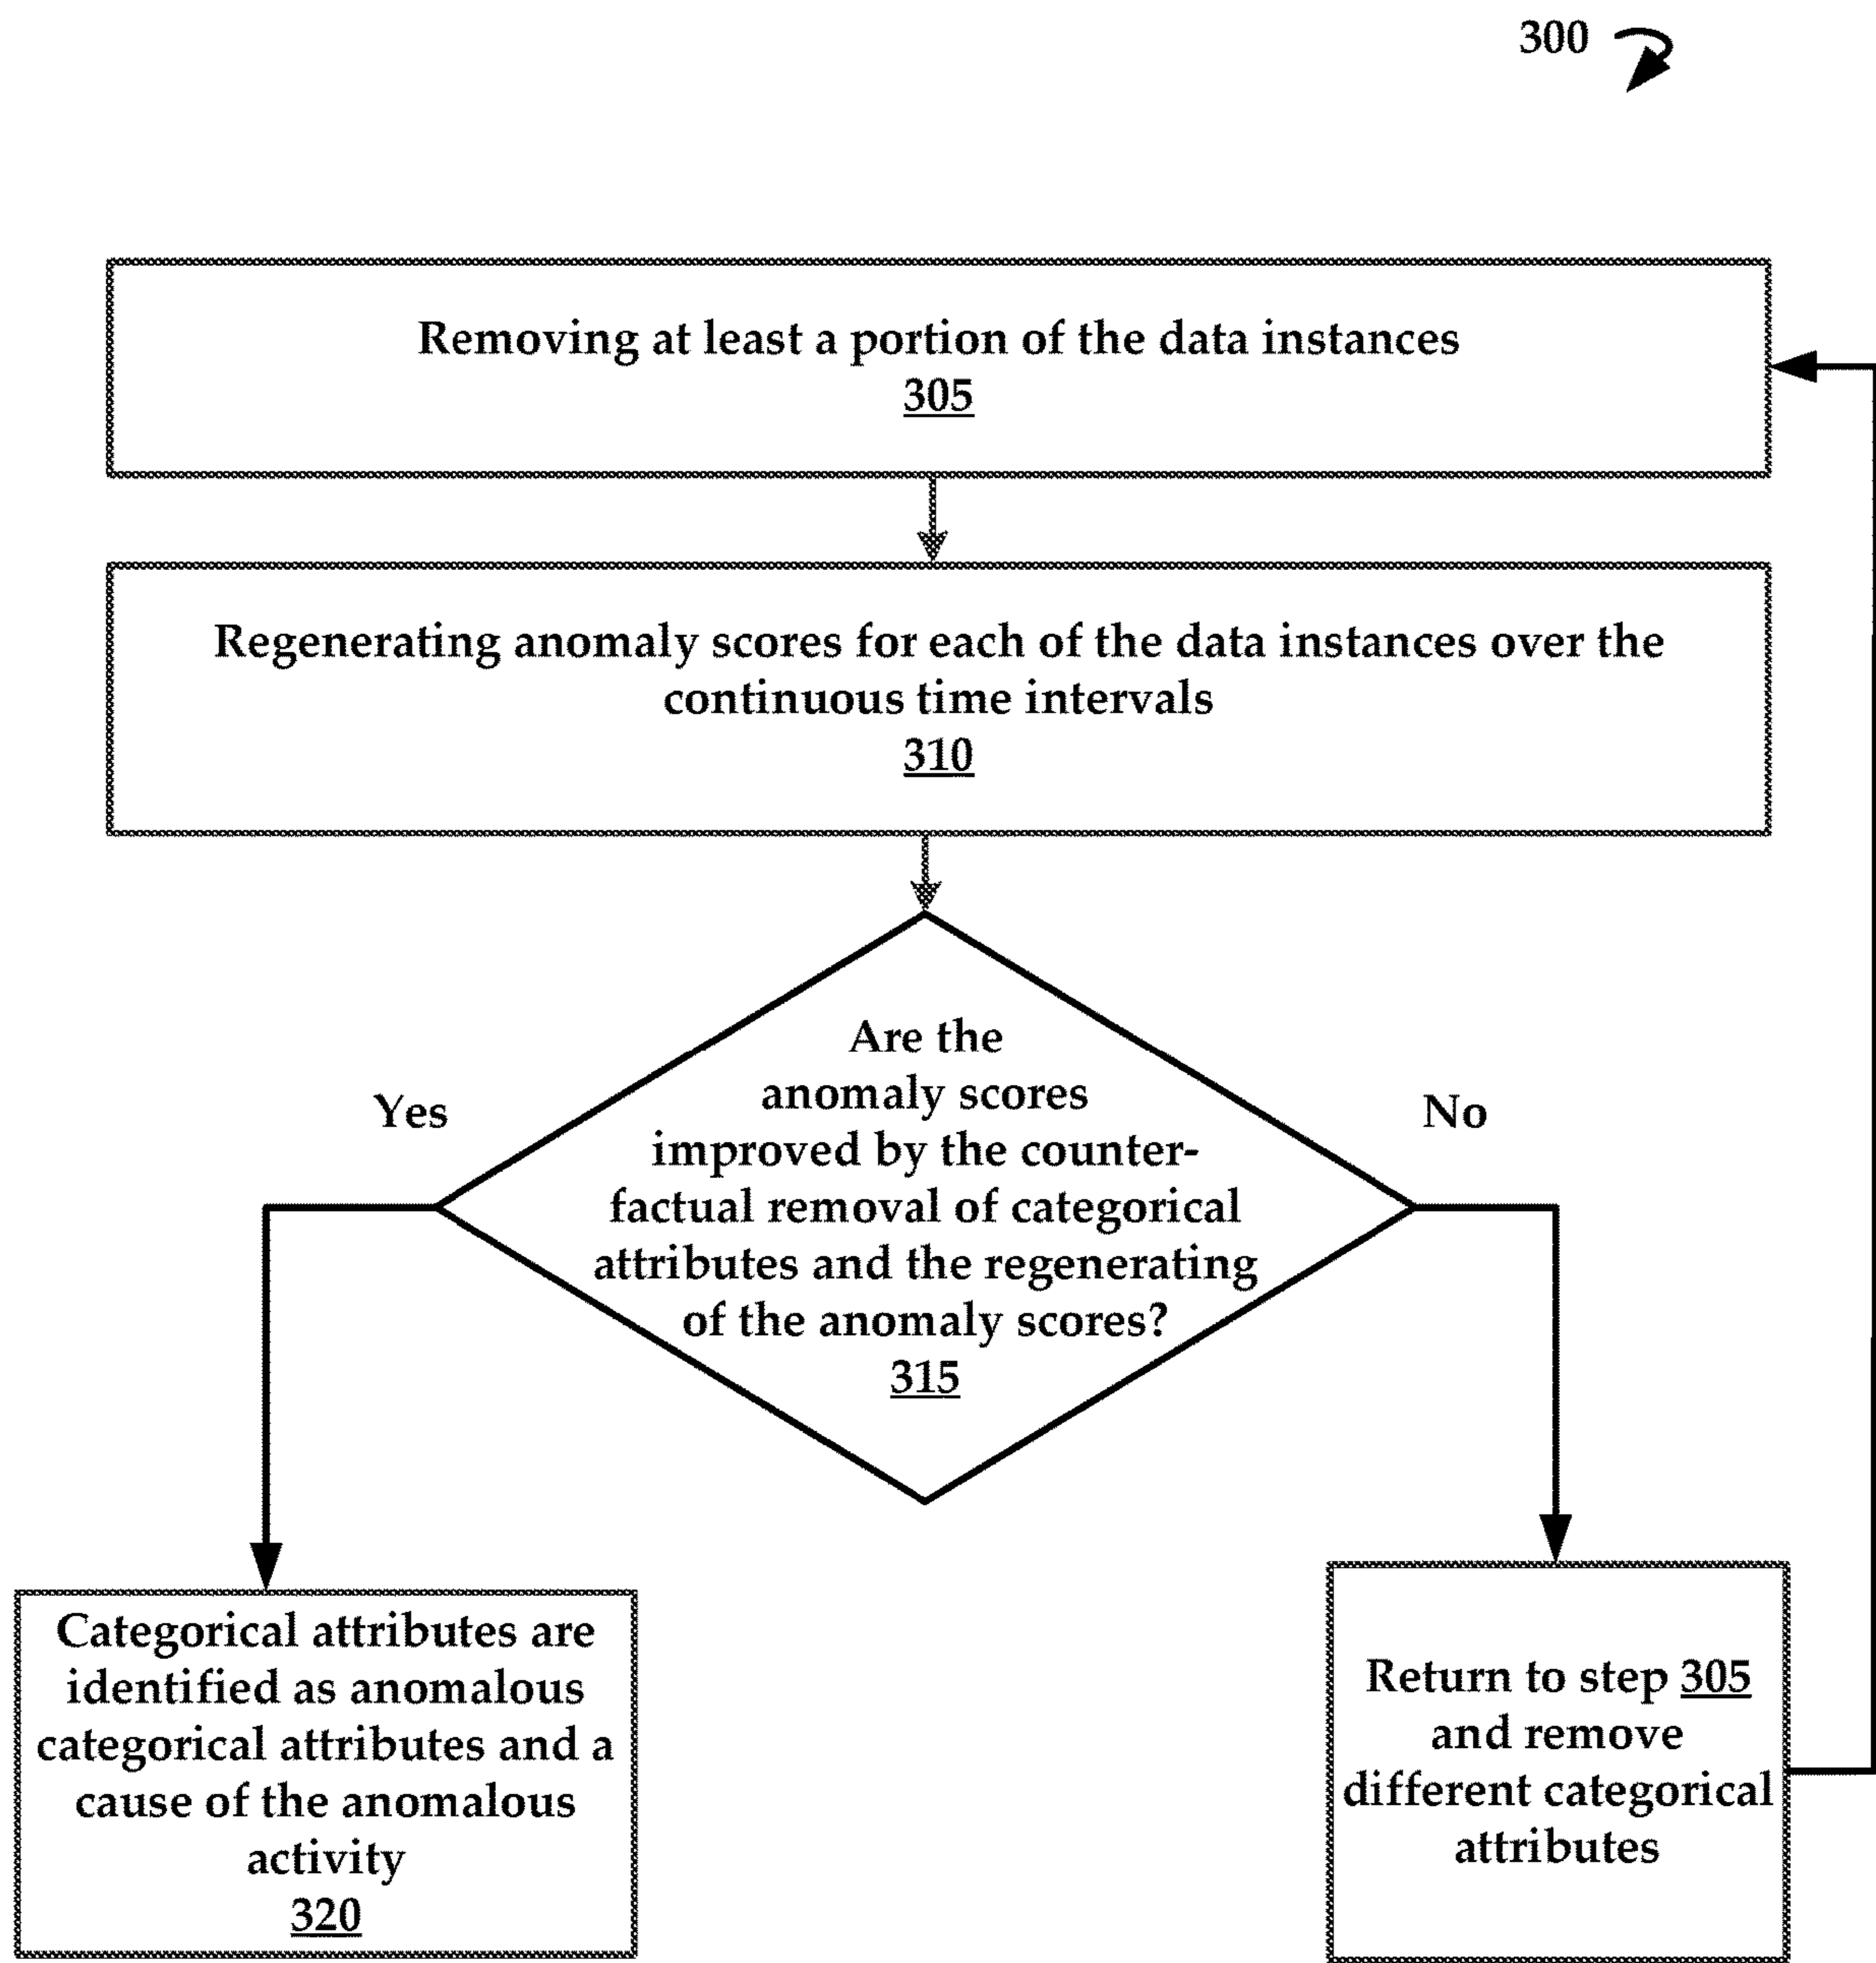 300
Removing at least a portion of the data instances
305
Regenerating anomaly scores for each of the data instances over the
continuous time intervals
310
Are the
anomaly scores
improved by the counter-
factual removal of categorical
attributes and the regenerating
of the anomaly scores?
315
Yes
No
Categorical attributes are
identified as anomalous
categorical attributes and a
cause of the anomalous
activity
320
Return to step 305
and remove
different categorical
attributes